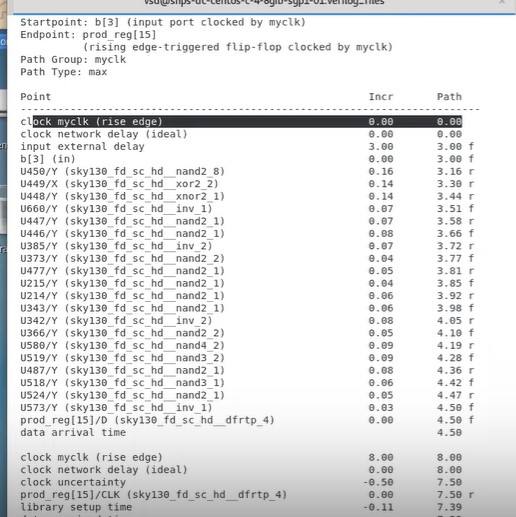 vsd@snps-dc-centos-c-4-8gib-sgp1-01:verilog_files
Startpoint: b[3] (input port clocked by myclk)
Endpoint: prod_reg[15]
(rising edge-triggered flip-flop clocked by myclk)
Path Group: myclk
Path Type: max
Point Incr Path
clock myclk (rise edge) 0.00 0.00
clock network delay (ideal) 0.00 0.00
input external delay 3.00 3.00 f
b[3] (in) 0.00 3.00 f
U450/Y (sky130_fd_sc_hd__nand2_8) 0.16 3.16 r
U449/X (sky130_fd_sc_hd__xor2_2) 0.14 3.30 r
U448/Y (sky130_fd_sc_hd__xnor2_1) 0.14 3.44 r
U660/Y (sky130_fd_sc_hd__inv_1) 0.07 3.51 f
U447/Y (sky130_fd_sc_hd__nand2_1) 0.07 3.58 r
U446/Y (sky130_fd_sc_hd__nand2_1) 0.08 3.66 f
U385/Y (sky130_fd_sc_hd__inv_2) 0.07 3.72 r
U373/Y (sky130_fd_sc_hd__nand2_2) 0.04 3.77 f
U477/Y (sky130_fd_sc_hd__nand2_1) 0.05 3.81 r
U215/Y (sky130_fd_sc_hd__nand2_1) 0.04 3.85 f
U214/Y (sky130_fd_sc_hd__nand2_1) 0.06 3.92 r
U343/Y (sky130_fd_sc_hd__nand2_1) 0.06 3.98 f
U342/Y (sky130_fd_sc_hd__inv_2) 0.08 4.05 r
U366/Y (sky130_fd_sc_hd__nand2_2) 0.05 4.10 f
U580/Y (sky130_fd_sc_hd__nand4_2) 0.09 4.19 r
U519/Y (sky130_fd_sc_hd__nand3_2) 0.09 4.28 f
U487/Y (sky130_fd_sc_hd__nand2_1) 0.08 4.36 r
U518/Y (sky130_fd_sc_hd__nand3_1) 0.06 4.42 f
U524/Y (sky130_fd_sc_hd__nand2_1) 0.05 4.47 r
U573/Y (sky130_fd_sc_hd__inv_1) 0.03 4.50 f
prod_reg[15]/D (sky130_fd_sc_hd__dfrtp_4) 0.00 4.50 f
data arrival time 4.50
clock myclk (rise edge) 8.00 8.00
clock network delay (ideal) 0.00 8.00
clock uncertainty -0.50 7.50
prod_reg[15]/CLK (sky130_fd_sc_hd__dfrtp_4) 0.00 7.50 r
library setup time -0.11 7.39